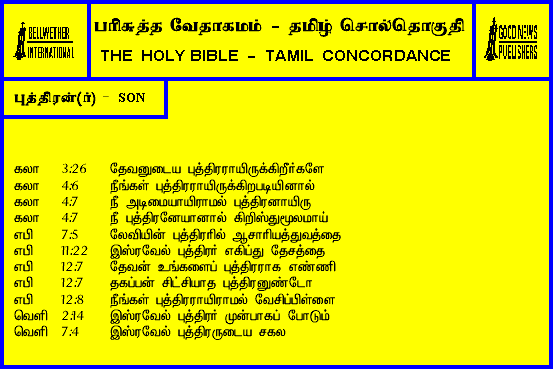 BELLWETHER
INTERNATIONAL
பரிசுத்த வேதாகமம் - தமிழ் சொல்தொகுதி
THE HOLY BIBLE - TAMIL CONCORDANCE
GOOD NEWS
PUBLISHERS
புத்திரன்(ர்) - SON
கலா 3:26 தேவனுடைய புத்திரராயிருக்கிறீர்களே
கலா 4:6 நீங்கள் புத்திரராயிருக்கிறபடியினால்
கலா 4:7 நீ அடிமையாயிராமல் புத்திரனாயிரு
கலா 4:7 நீ புத்திரனேயானால் கிறிஸ்துமூலமாய்
எபி 7:5 லேவியின் புத்திரரில் ஆசாரியத்துவத்தை
எபி 11:22 இஸ்ரவேல் புத்திரர் எகிப்து தேசத்தை
எபி 12:7 தேவன் உங்களைப் புத்திரராக எண்ணி
எபி 12:7 தகப்பன் சிட்சியாத புத்திரனுண்டோ
எபி 12:8 நீங்கள் புத்திரராயிராமல் வேசிப்பிள்ளை
வெளி 2:14 இஸ்ரவேல் புத்திரர் முன்பாகப் போடும்
வெளி 7:4 இஸ்ரவேல் புத்திரருடைய சகல